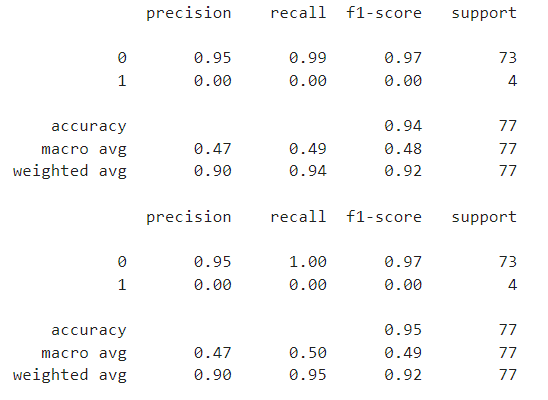 precision recall f1-score support
0 0.95 0.99 0.97 73
1 0.00 0.00 0.00 4
accuracy 0.94 77
macro avg 0.47 0.49 0.48 77
weighted avg 0.90 0.94 0.92 77
precision recall f1-score support
0 0.95 1.00 0.97 73
1 0.00 0.00 0.00 4
accuracy 0.95 77
macro avg 0.47 0.50 0.49 77
weighted avg 0.90 0.95 0.92 77